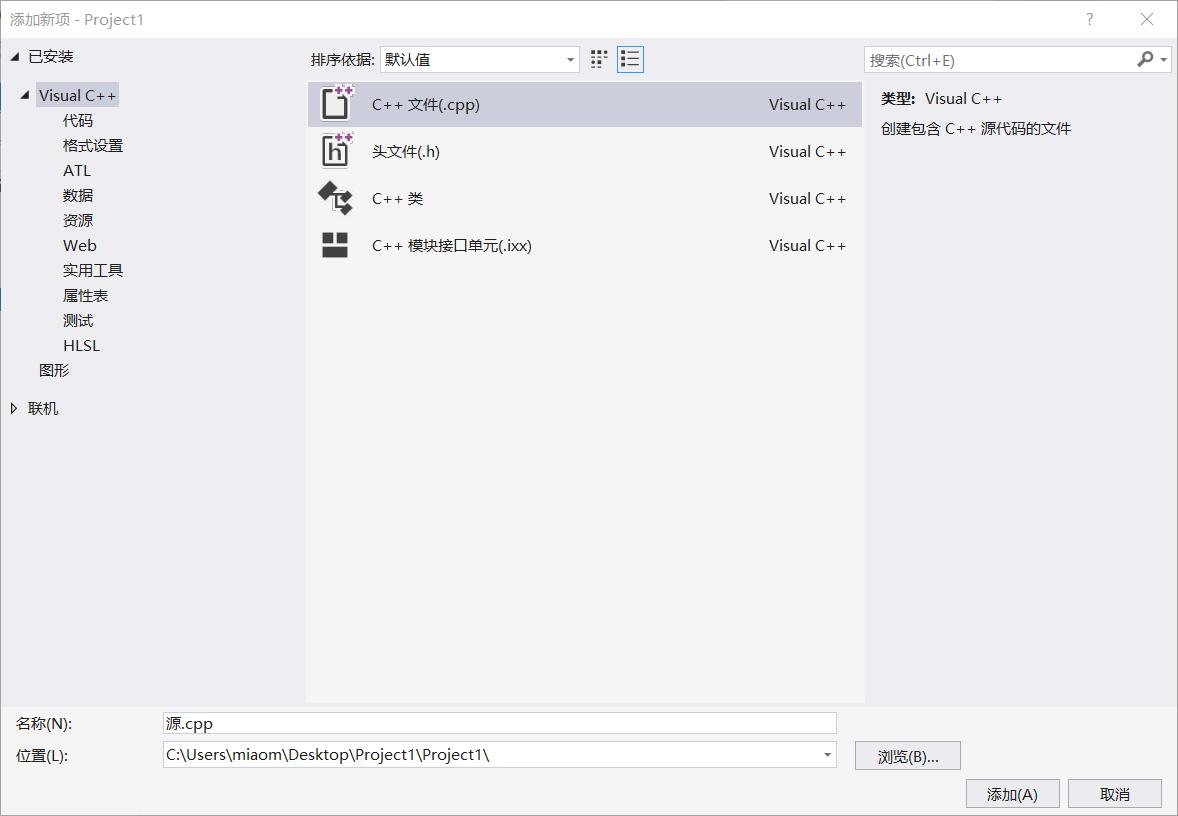 添加新项 - Project1
?
已安装
Visual C++
代码
格式设置
ATL
数据
资源
Web
实用工具
属性表
测试
HLSL
图形
联机
排序依据: 默认值
C++ 文件(.cpp) Visual C++
头文件(.h) Visual C++
C++ 类 Visual C++
C++ 模块接口单元(.ixx) Visual C++
搜索(Ctrl+E)
类型: Visual C++
创建包含 C++ 源代码的文件
名称(N): 源.cpp
位置(L): C:\Users\miaom\Desktop\Project1\Project1\
浏览(B)...
添加(A) 取消